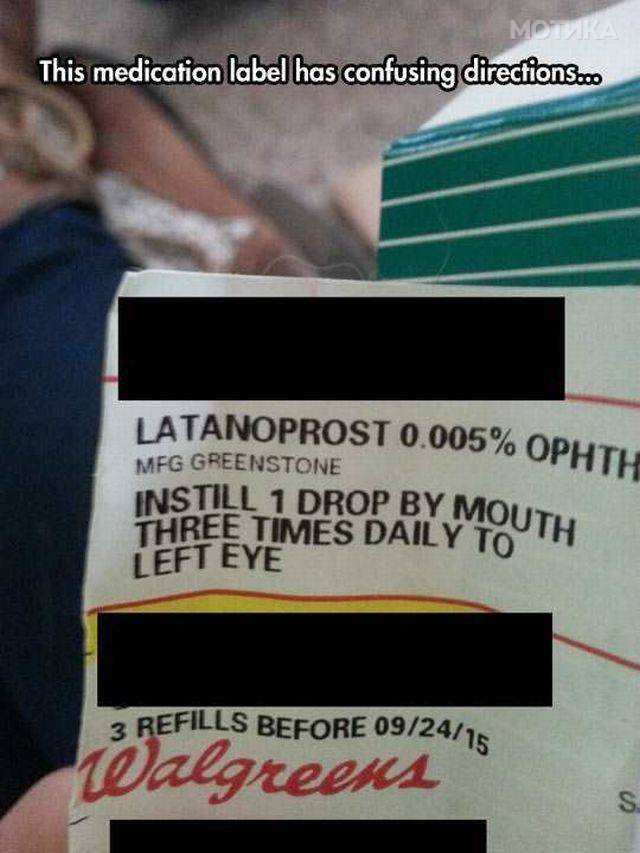 МОТИКА
This medication label has confusing directions...
LATANOPROST 0.005% OPHTH
MFG GREENSTONE
INSTILL 1 DROP BY MOUTH
THREE TIMES DAILY TO
LEFT EYE
3 REFILLS BEFORE 09/24/15
Walgreens